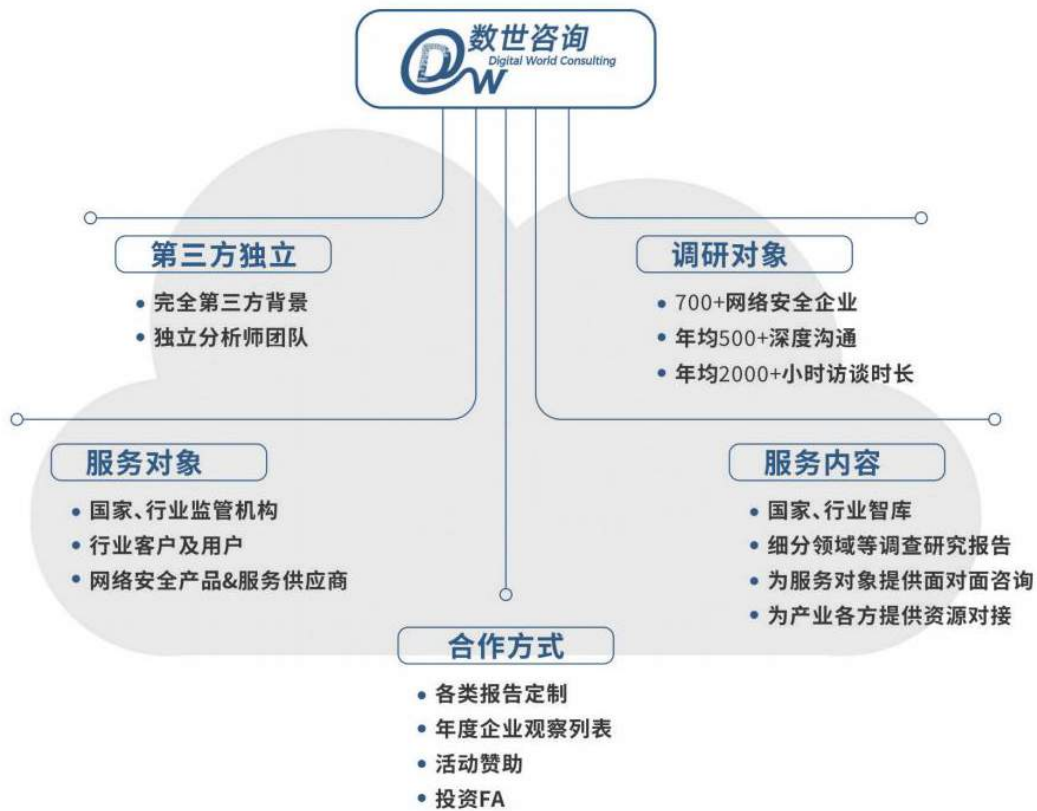 数世咨询
Digital World Consulting
DW
第三方独立
• 完全第三方背景
• 独立分析师团队
调研对象
• 700+网络安全企业
• 年均500+深度沟通
• 年均2000+小时访谈时长
服务对象
• 国家、行业监管机构
• 行业客户及用户
• 网络安全产品&服务供应商
服务内容
• 国家、行业智库
• 细分领域等调查研究报告
• 为服务对象提供面对面咨询
• 为产业各方提供资源对接
合作方式
• 各类报告定制
• 年度企业观察列表
• 活动赞助
• 投资FA